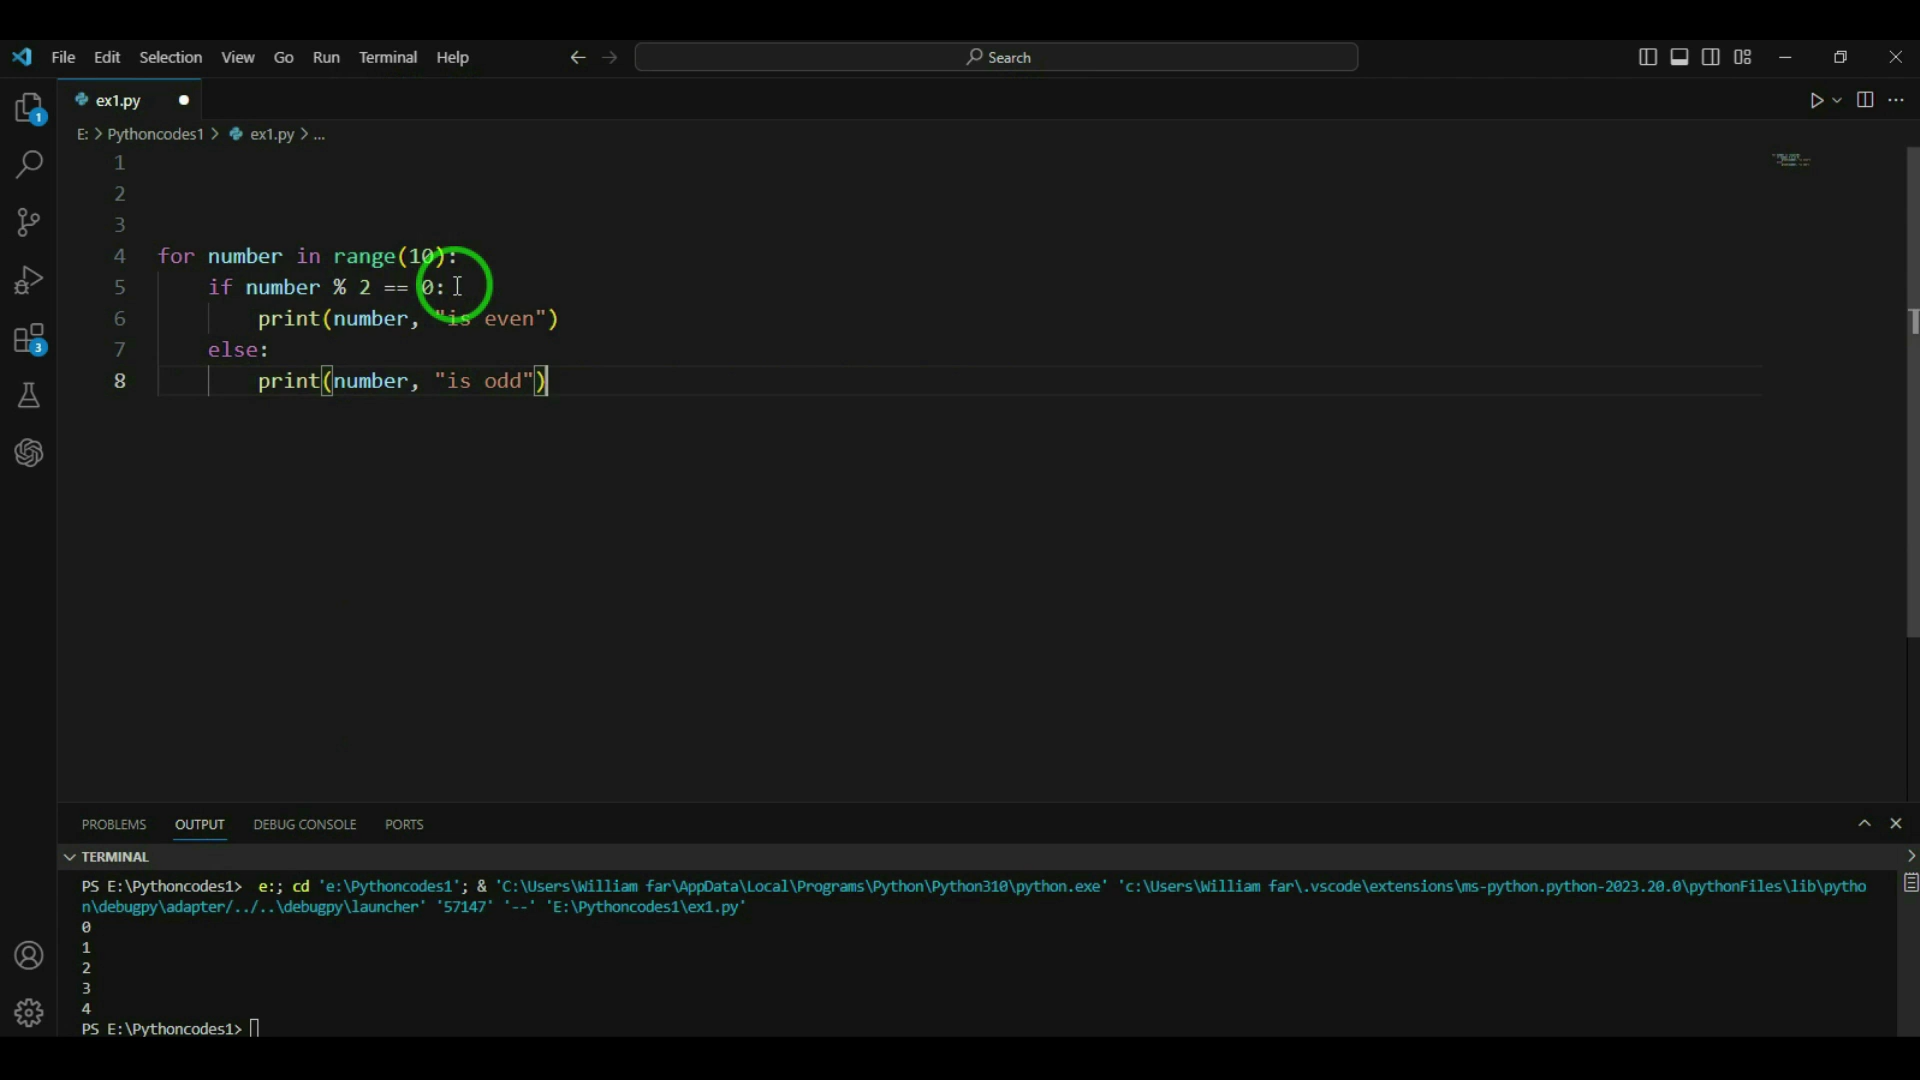 File Edit Selection View Go Run Terminal Help Search
ex1.py
E: > Pythoncodes1 > ex1.py > ...
1
2
3
4 for number in range(10):
5 if number % 2 == 0:
6 print(number, "is even")
7 else:
8 print(number, "is odd")
1
3
PROBLEMS OUTPUT DEBUG CONSOLE PORTS
TERMINAL
PS E:\Pythoncodes1> e:; cd 'e:\Pythoncodes1'; & 'C:\Users\William far\AppData\Local\Programs\Python\Python310\python.exe' 'c:\Users\William far\.vscode\extensions\ms-python.python-2023.20.0\pythonFiles\lib\pytho
n\debugpy\adapter/../..\debugpy\launcher' '57147' '--' 'E:\Pythoncodes1\ex1.py'
0
1
2
3
4
PS E:\Pythoncodes1>